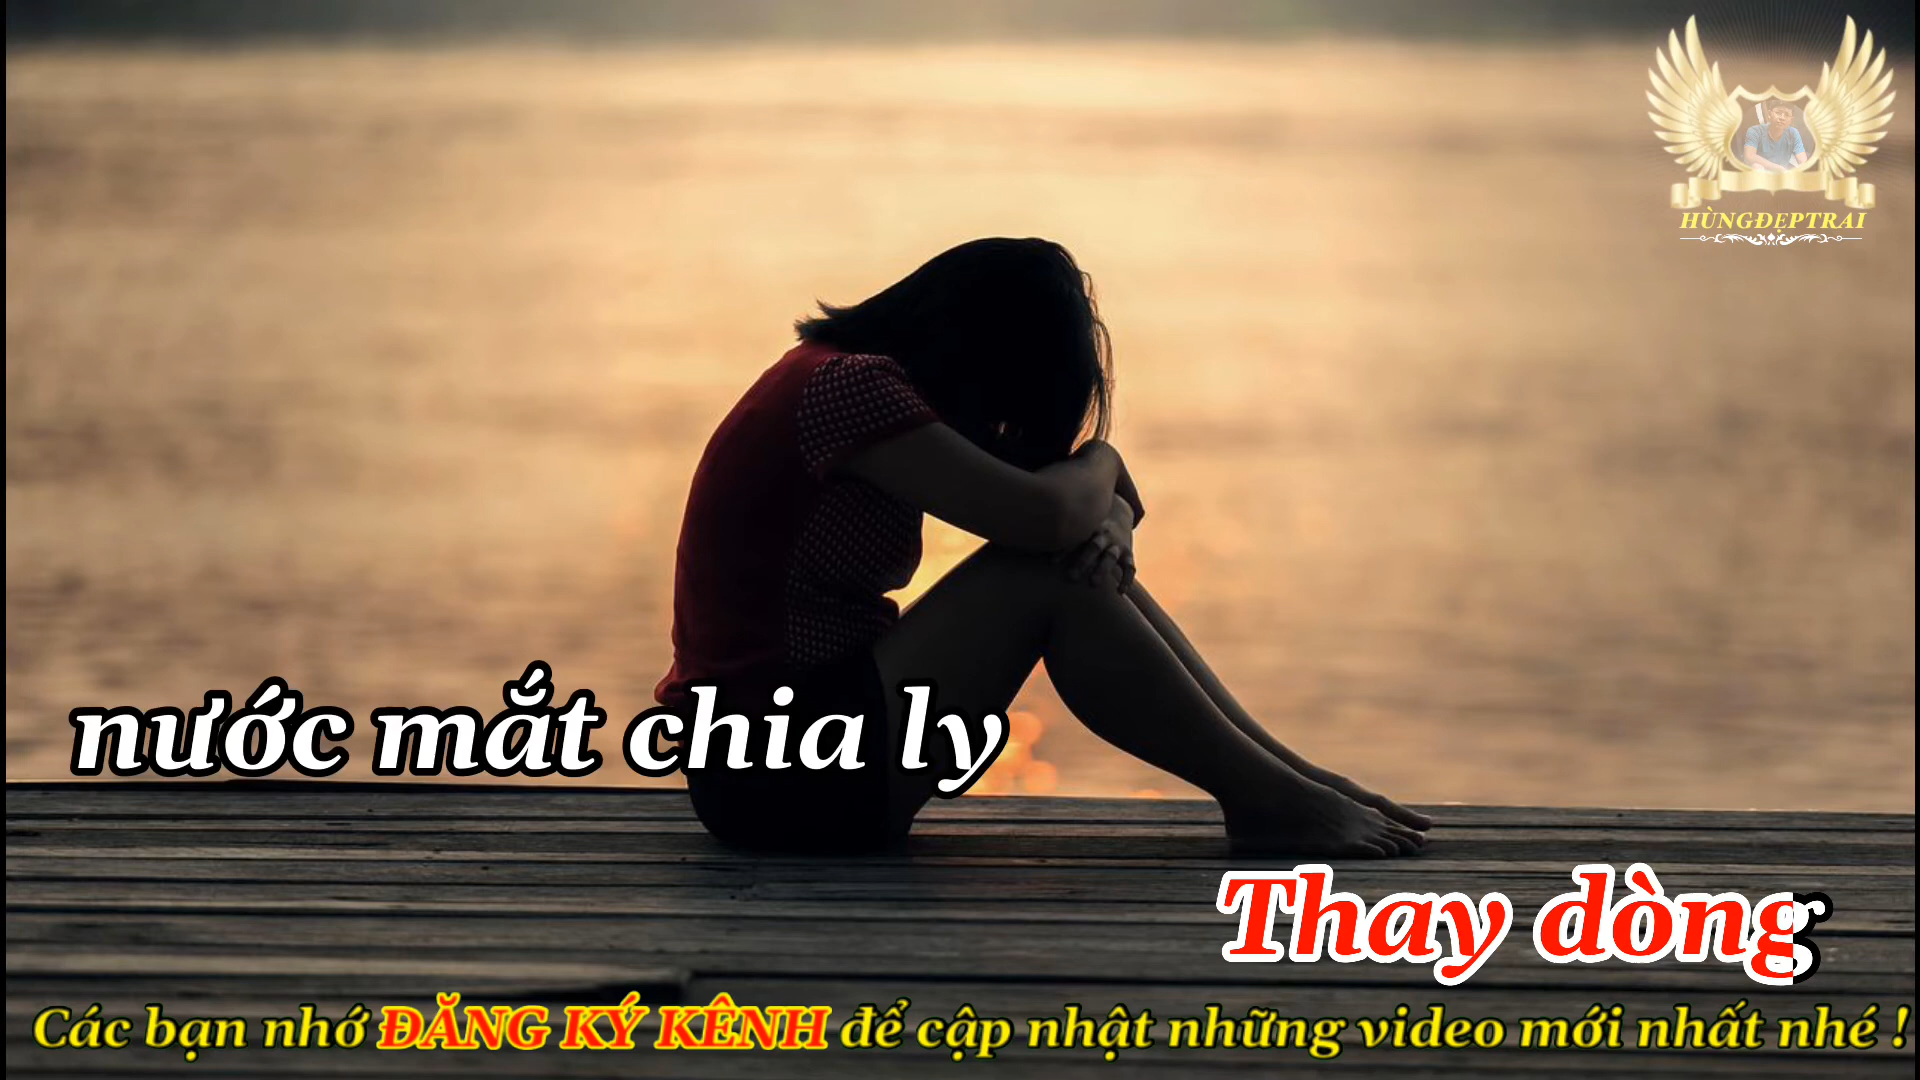 HÙNGĐẸPTRAI
nước mắt chia ly
Thay dòng
Các bạn nhớ ĐĂNG KÝ KÊNH để cập nhật những video mới nhất nhé !